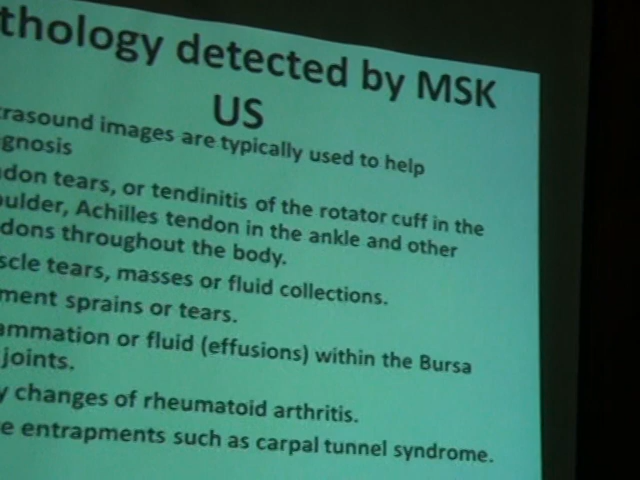 thology detected by MSK
US
trasound images are typically used to help
gnosis
don tears, or tendinitis of the rotator cuff in the
oulder, Achilles tendon in the ankle and other
dons throughout the body.
scle tears, masses or fluid collections.
ment sprains or tears.
ammation or fluid (effusions) within the Bursa
joints.
y changes of rheumatoid arthritis.
e entrapments such as carpal tunnel syndrome.